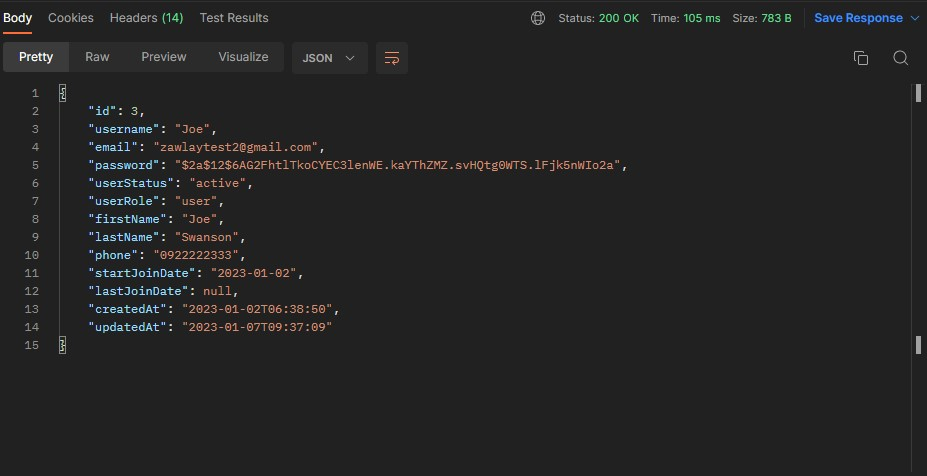 Body Cookies Headers (14) Test Results Status: 200 OK Time: 105 ms Size: 783 B Save Response
Pretty Raw Preview Visualize JSON
1 {
2 "id": 3,
3 "username": "Joe",
4 "email": "zawlaytest2@gmail.com",
5 "password": "$2a$12$6AG2FhtlTkoCYEC3lenWE.kaYThZMZ.svHQtg0WTS.lFjk5nWIo2a",
6 "userStatus": "active",
7 "userRole": "user",
8 "firstName": "Joe",
9 "lastName": "Swanson",
10 "phone": "0922222333",
11 "startJoinDate": "2023-01-02",
12 "lastJoinDate": null,
13 "createdAt": "2023-01-02T06:38:50",
14 "updatedAt": "2023-01-07T09:37:09"
15 }